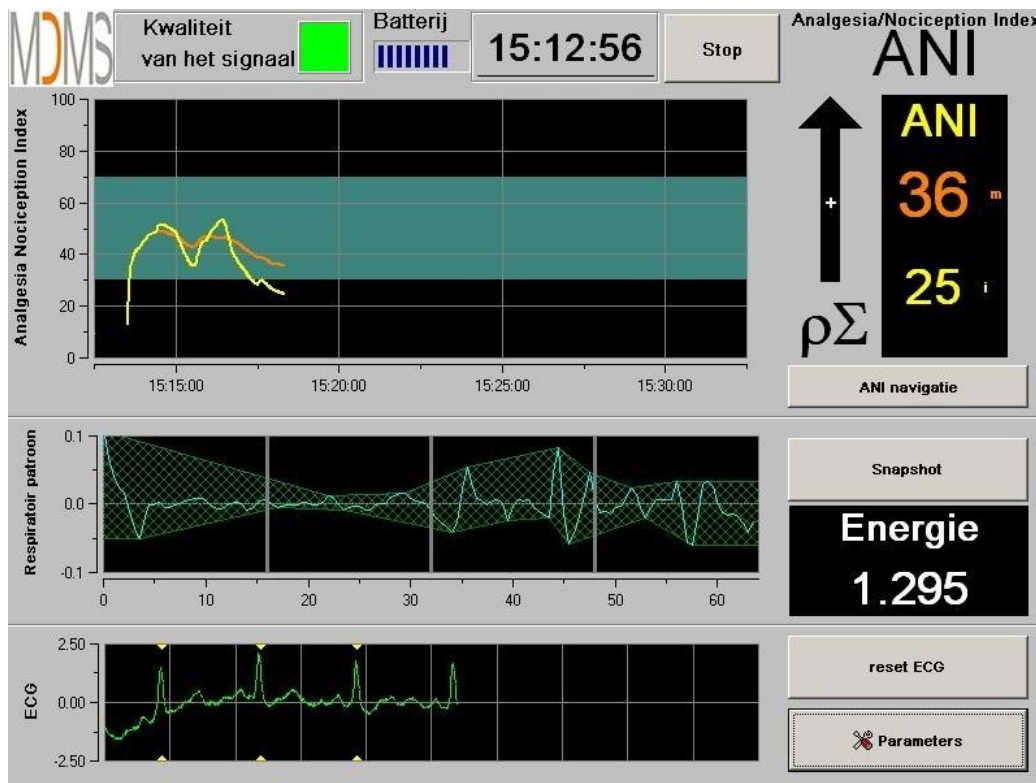 MDMS
Kwaliteit
van het signaal
Batterij
15:12:56
Stop
Analgesia/Nociception Index
ANI
Analgesia Nociception Index
100
80
60
40
20
0
15:15:00
15:20:00
15:25:00
15:30:00
+
ρΣ
ANI
36 m
25 i
ANI navigatie
Respiratoir patroon
0.1
0.0
-0.1
0
10
20
30
40
50
60
Snapshot
Energie
1.295
ECG
2.50
0.00
-2.50
reset ECG
Parameters